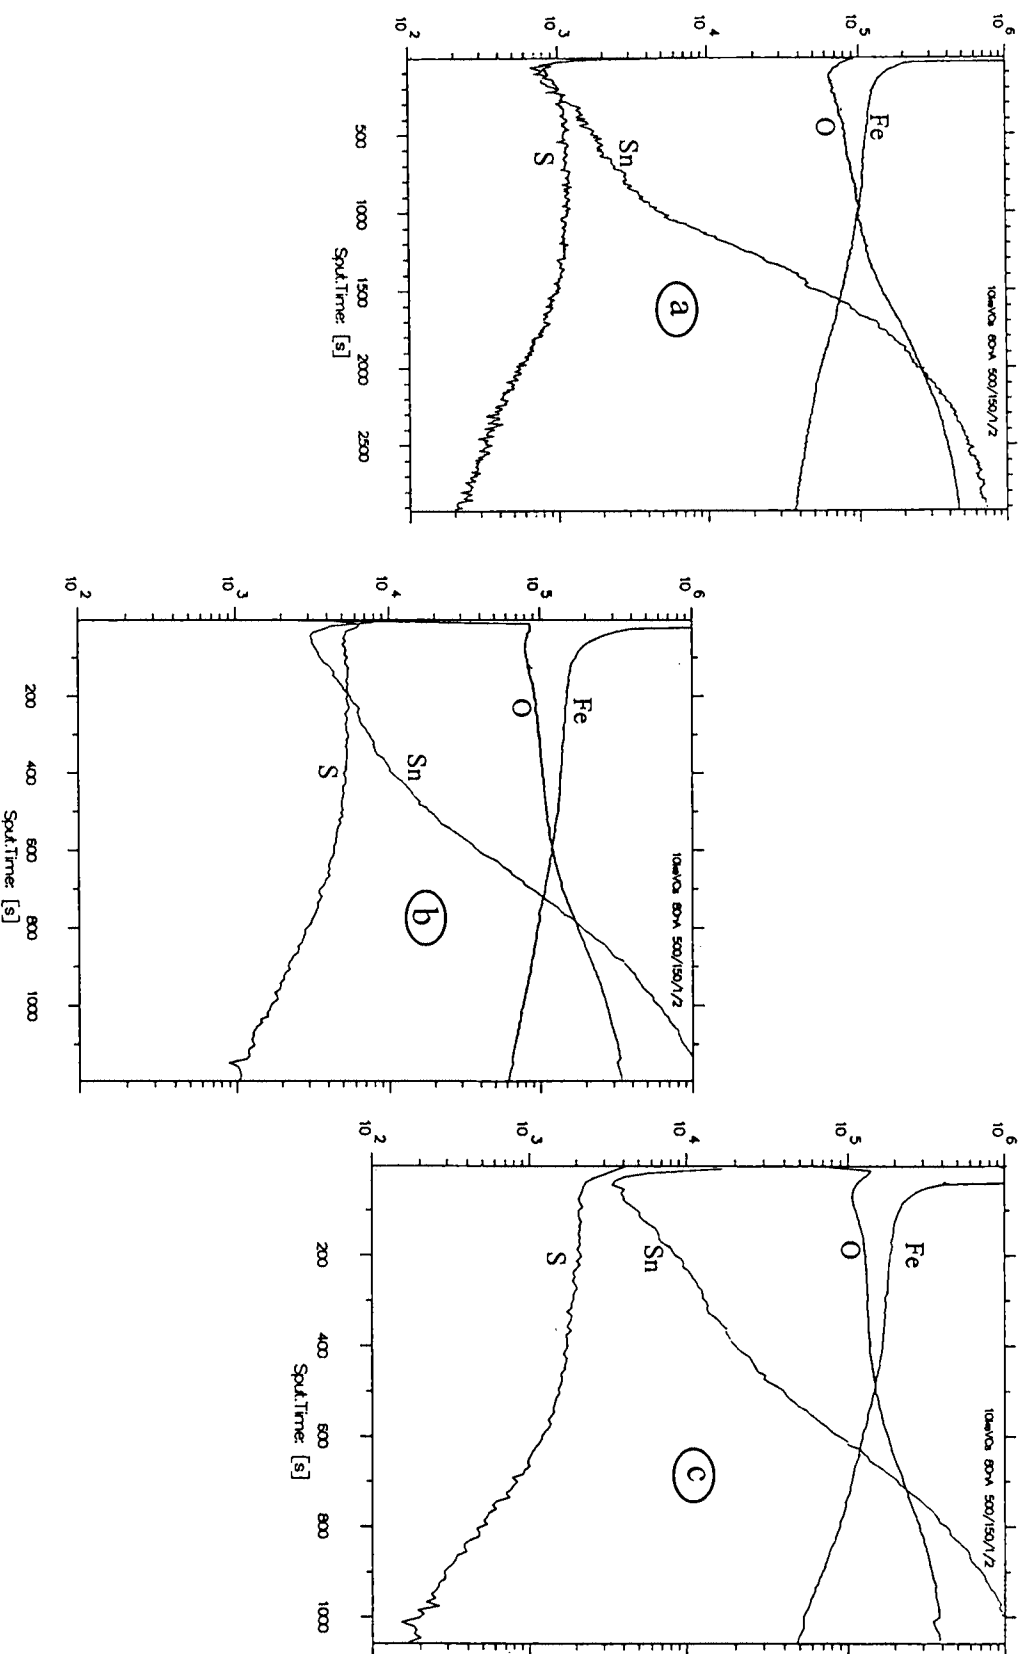 10⁶
10⁵
10⁴
10³
10²
10keVCs 80nA 500/150/1/2
Fe
O
Sn
S
a
500
1000
1500
2000
2500
Sput.Time: [s]
10⁶
10⁵
10⁴
10³
10²
10keVCs 80nA 500/150/1/2
Fe
O
Sn
S
b
200
400
600
800
1000
Sput.Time: [s]
10⁶
10⁵
10⁴
10³
10²
10keVCs 80nA 500/150/1/2
Fe
O
Sn
S
c
200
400
600
800
1000
Sput.Time: [s]